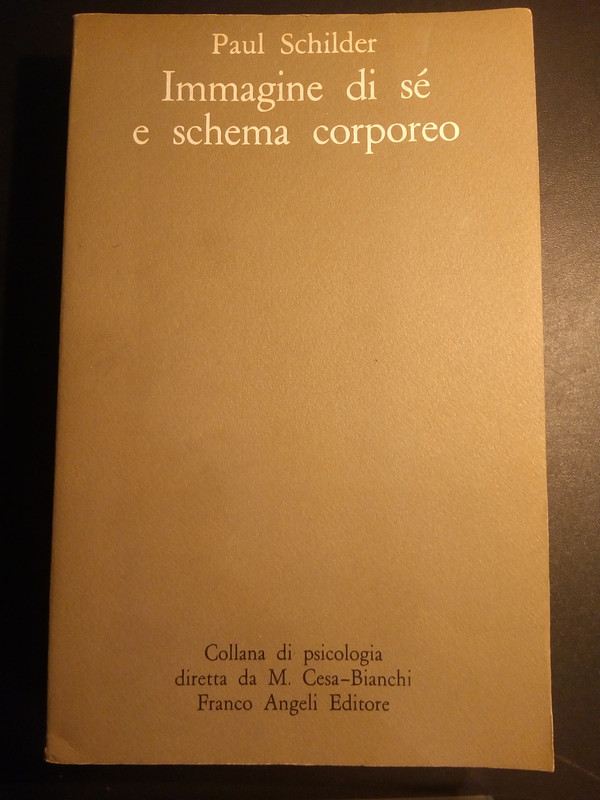 Paul Schilder
Immagine di sé
e schema corporeo
Collana di psicologia
diretta da M. Cesa-Bianchi
Franco Angeli Editore